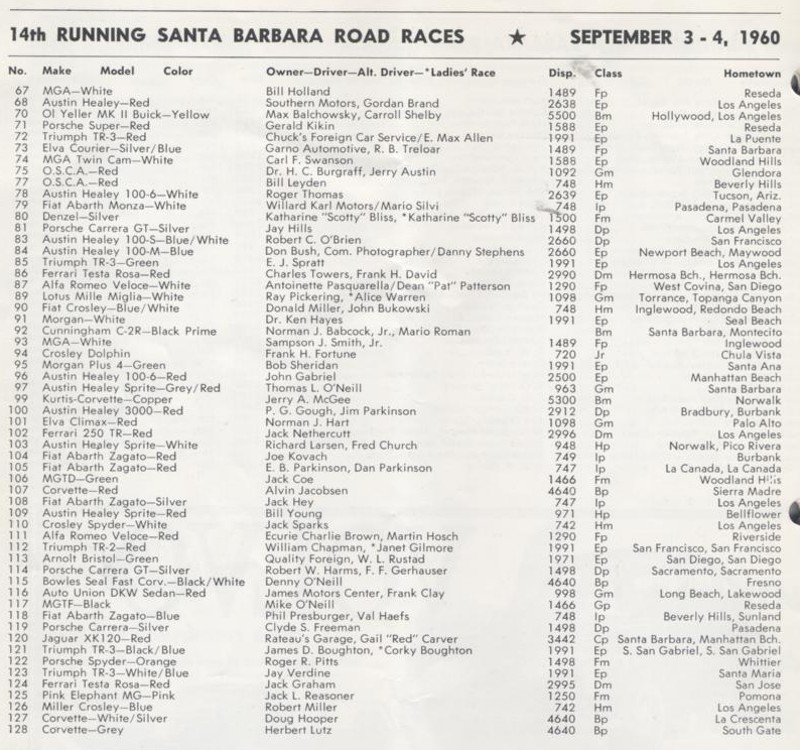 14th RUNNING SANTA BARBARA ROAD RACES ★ SEPTEMBER 3 - 4, 1960
No. Make Model Color Owner—Driver—Alt. Driver—*Ladies' Race Disp. Class Hometown
67 MGA—White Bill Holland 1489 Fp Reseda
68 Austin Healey—Red Southern Motors, Gordan Brand 2638 Ep Los Angeles
70 Ol Yeller MK II Buick—Yellow Max Balchowsky, Carroll Shelby 5500 Bm Hollywood, Los Angeles
71 Porsche Super—Red Gerald Kikin 1588 Ep Reseda
72 Triumph TR-3—Red Chuck's Foreign Car Service/E. Max Allen 1991 Ep La Puente
73 Elva Courier—Silver/Blue Garno Automotive, R. B. Treloar 1489 Fp Santa Barbara
74 MGA Twin Cam—White Carl F. Swanson 1588 Ep Woodland Hills
75 O.S.C.A.—Red Dr. H. C. Burgraff, Jerry Austin 1092 Gm Glendora
77 O.S.C.A.—Red Bill Leyden 748 Hm Beverly Hills
78 Austin Healey 100-6—White Roger Thomas 2639 Ep Tucson, Ariz.
79 Fiat Abarth Monza—White Willard Karl Motors/Mario Silvi 748 Ip Pasadena, Pasadena
80 Denzel—Silver Katharine "Scotty" Bliss, *Katharine "Scotty" Bliss 1500 Fm Carmel Valley
81 Porsche Carrera GT—Silver Jay Hills 1498 Dp Los Angeles
83 Austin Healey 100-S—Blue/White Robert C. O'Brien 2660 Dp San Francisco
84 Austin Healey 100-M—Blue Don Bush, Com. Photographer/Danny Stephens 2660 Ep Newport Beach, Maywood
85 Triumph TR-3—Green E. J. Spratt 1991 Ep Los Angeles
86 Ferrari Testa Rosa—Red Charles Towers, Frank H. David 2990 Dm Hermosa Bch., Hermosa Bch.
87 Alfa Romeo Veloce—White Antoinette Pasquarella/Dean "Pat" Patterson 1290 Fp West Covina, San Diego
89 Lotus Mille Miglia—White Ray Pickering, *Alice Warren 1098 Gm Torrance, Topanga Canyon
90 Fiat Crosley—Blue/White Donald Miller, John Bukowski 748 Hm Inglewood, Redondo Beach
91 Morgan—White Dr. Ken Hayes 1991 Ep Seal Beach
92 Cunningham C-2R—Black Prime Norman J. Babcock, Jr., Mario Roman Bm Santa Barbara, Montecito
93 MGA—White Sampson J. Smith, Jr. 1489 Fp Inglewood
94 Crosley Dolphin Frank H. Fortune 720 Jr Chula Vista
95 Morgan Plus 4—Green Bob Sheridan 1991 Ep Santa Ana
96 Austin Healey 100-6—Red John Gabriel 2500 Ep Manhattan Beach
97 Austin Healey Sprite—Grey/Red Thomas L. O'Neill 963 Gm Santa Barbara
99 Kurtis-Corvette—Copper Jerry A. McGee 5300 Bm Norwalk
100 Austin Healey 3000—Red P. G. Gough, Jim Parkinson 2912 Dp Bradbury, Burbank
101 Elva Climax—Red Norman J. Hart 1098 Gm Palo Alto
102 Ferrari 250 TR—Red Jack Nethercutt 2996 Dm Los Angeles
103 Austin Healey Sprite—White Richard Larsen, Fred Church 948 Hp Norwalk, Pico Rivera
104 Fiat Abarth Zagato—Red Joe Kovach 749 Ip Burbank
105 Fiat Abarth Zagato—Red E. B. Parkinson, Dan Parkinson 747 Ip La Canada, La Canada
106 MGTD—Green Jack Coe 1466 Fm Woodland Hills
107 Corvette—Red Alvin Jacobsen 4640 Bp Sierra Madre
108 Fiat Abarth Zagato—Silver Jack Hey 747 Ip Los Angeles
109 Austin Healey Sprite—Red Bill Young 971 Hp Bellflower
110 Crosley Spyder—White Jack Sparks 742 Hm Los Angeles
111 Alfa Romeo Veloce—Red Ecurie Charlie Brown, Martin Hosch 1290 Fp Riverside
112 Triumph TR-2—Red William Chapman, *Janet Gilmore 1991 Ep San Francisco, San Francisco
113 Arnolt Bristol—Green Quality Foreign, W. L. Rustad 1971 Ep San Diego, San Diego
114 Porsche Carrera GT—Silver Robert W. Harms, F. F. Gerhauser 1498 Dp Sacramento, Sacramento
115 Bowles Seal Fast Corv.—Black/White Denny O'Neill 4640 Bp Fresno
116 Auto Union DKW Sedan—Red James Motors Center, Frank Clay 998 Gm Long Beach, Lakewood
117 MGTF—Black Mike O'Neill 1466 Gp Reseda
118 Fiat Abarth Zagato—Blue Phil Presburger, Val Haefs 748 Ip Beverly Hills, Sunland
119 Porsche Carrera—Silver Clyde S. Freeman 1498 Dp Pasadena
120 Jaguar XK120—Red Rateau's Garage, Gail "Red" Carver 3442 Cp Santa Barbara, Manhattan Bch.
121 Triumph TR-3—Black/Blue James D. Boughton, *Corky Boughton 1991 Ep S. San Gabriel, S. San Gabriel
122 Porsche Spyder—Orange Roger R. Pitts 1498 Fm Whittier
123 Triumph TR-3—White/Blue Jay Verdine 1991 Ep Santa Maria
124 Ferrari Testa Rosa—Red Jack Graham 2995 Dm San Jose
125 Pink Elephant MG—Pink Jack L. Reasoner 1250 Fm Pomona
126 Miller Crosley—Blue Robert Miller 742 Hm Los Angeles
127 Corvette—White/Silver Doug Hooper 4640 Bp La Crescenta
128 Corvette—Grey Herbert Lutz 4640 Bp South Gate